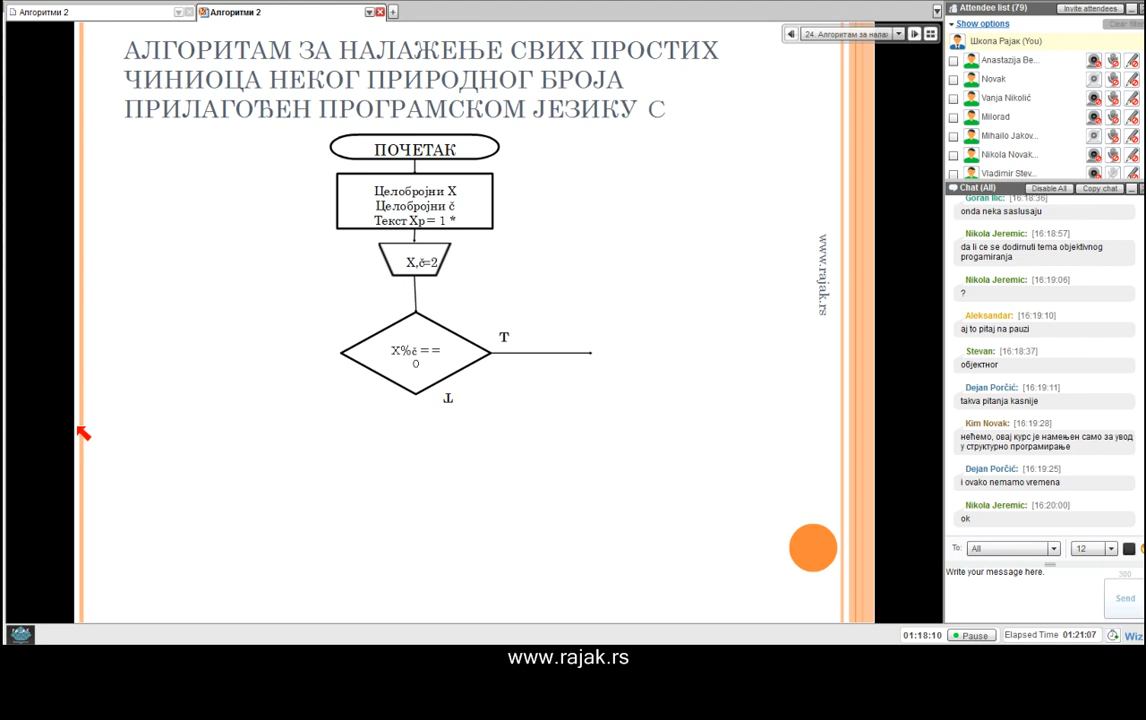 Алгоритми 2
Алгоритми 2
АЛГОРИТАМ ЗА НАЛАЖЕЊЕ СВИХ ПРОСТИХ
ЧИНИОЦА НЕКОГ ПРИРОДНОГ БРОЈА
ПРИЛАГОЂЕН ПРОГРАМСКОМ ЈЕЗИКУ C
24. Алгоритам за нала
ПОЧЕТАК
Целобројни X
Целобројни č
Текст Xp = 1 *
X,č=2
T
X%č = =
0
⊥
www.rajak.rs
Attendee list (79)
Invite attendees
Show options
Школа Рајак (You)
Anastazija Be...
Novak
Vanja Nikolić
Milorad
Mihailo Jakov...
Nikola Novak...
Vladimir Stev...
Chat (All)
Disable All
Copy chat
Goran Ilic: [16:18:36]
onda neka saslusaju
Nikola Jeremic: [16:18:57]
da li ce se dodirnuti tema objektivnog
progamiranja
Nikola Jeremic: [16:19:06]
?
Aleksandar: [16:19:10]
aj to pitaj na pauzi
Stevan: [16:18:37]
објектног
Dejan Porčić: [16:19:11]
takva pitanja kasnije
Kim Novak: [16:19:28]
нећемо, овај курс је намењен само за увод
у структурно програмирање
Dejan Porčić: [16:19:25]
i ovako nemamo vremena
Nikola Jeremic: [16:20:00]
ok
To: All 12
Write your message here.
300
Send
01:18:10 Pause Elapsed Time 01:21:07 Wiz
www.rajak.rs